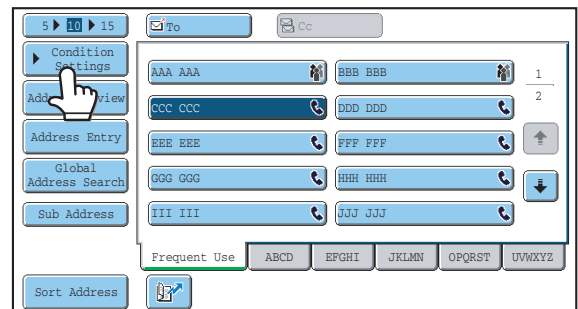 5 10 15
To
Cc
Condition
Settings
AAA AAA
BBB BBB
1
2
CCC CCC
DDD DDD
Address Entry
EEE EEE
FFF FFF
Global
Address Search
GGG GGG
HHH HHH
Sub Address
III III
JJJ JJJ
Frequent Use
ABCD
EFGHI
JKLMN
OPQRST
UVWXYZ
Sort Address